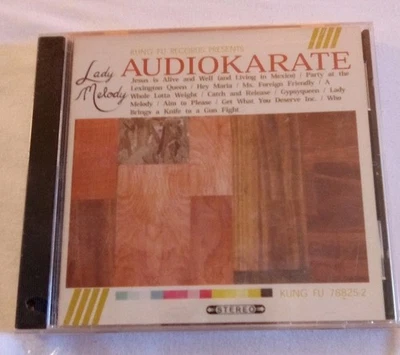 KUNG FU RECORDS PRESENTS
AUDIOKARATE
Lady
Melody
Jesus is Alive and Well (and Living in Mexico) / Party at the
Lexington Queen / Hey Maria / Ms. Foreign Friendly / A
Whole Lotta Weight / Catch and Release / Gypsyqueen / Lady
Melody / Aim to Please / Get What You Deserve Inc. / Who
Brings a Knife to a Gun Fight
KUNG FU 78825-2
STEREO